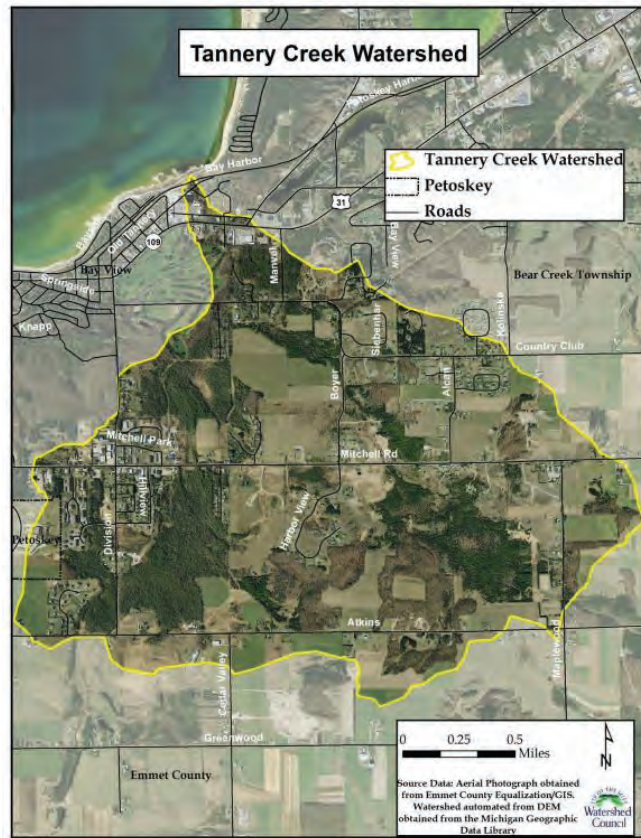 Tannery Creek Watershed
Petoskey Harbor
Bay Harbor
Tannery Creek Watershed
Petoskey
Roads
31
Old Tannery
109
Bay View
Springside
Knapp
Manvel
Bay View
Bear Creek Township
Siebenhar
Kolinske
Country Club
Boyer
Alcan
Mitchell Park
Mitchell Rd
Hillview
Harbor View
Division
Petoskey
Atkins
Maplewood
Cedar Valley
Greenwood
Emmet County
0 0.25 0.5
Miles
N
Source Data: Aerial Photograph obtained
from Emmet County Equalization/GIS.
Watershed automated from DEM
obtained from the Michigan Geographic
Data Library
Watershed
Council